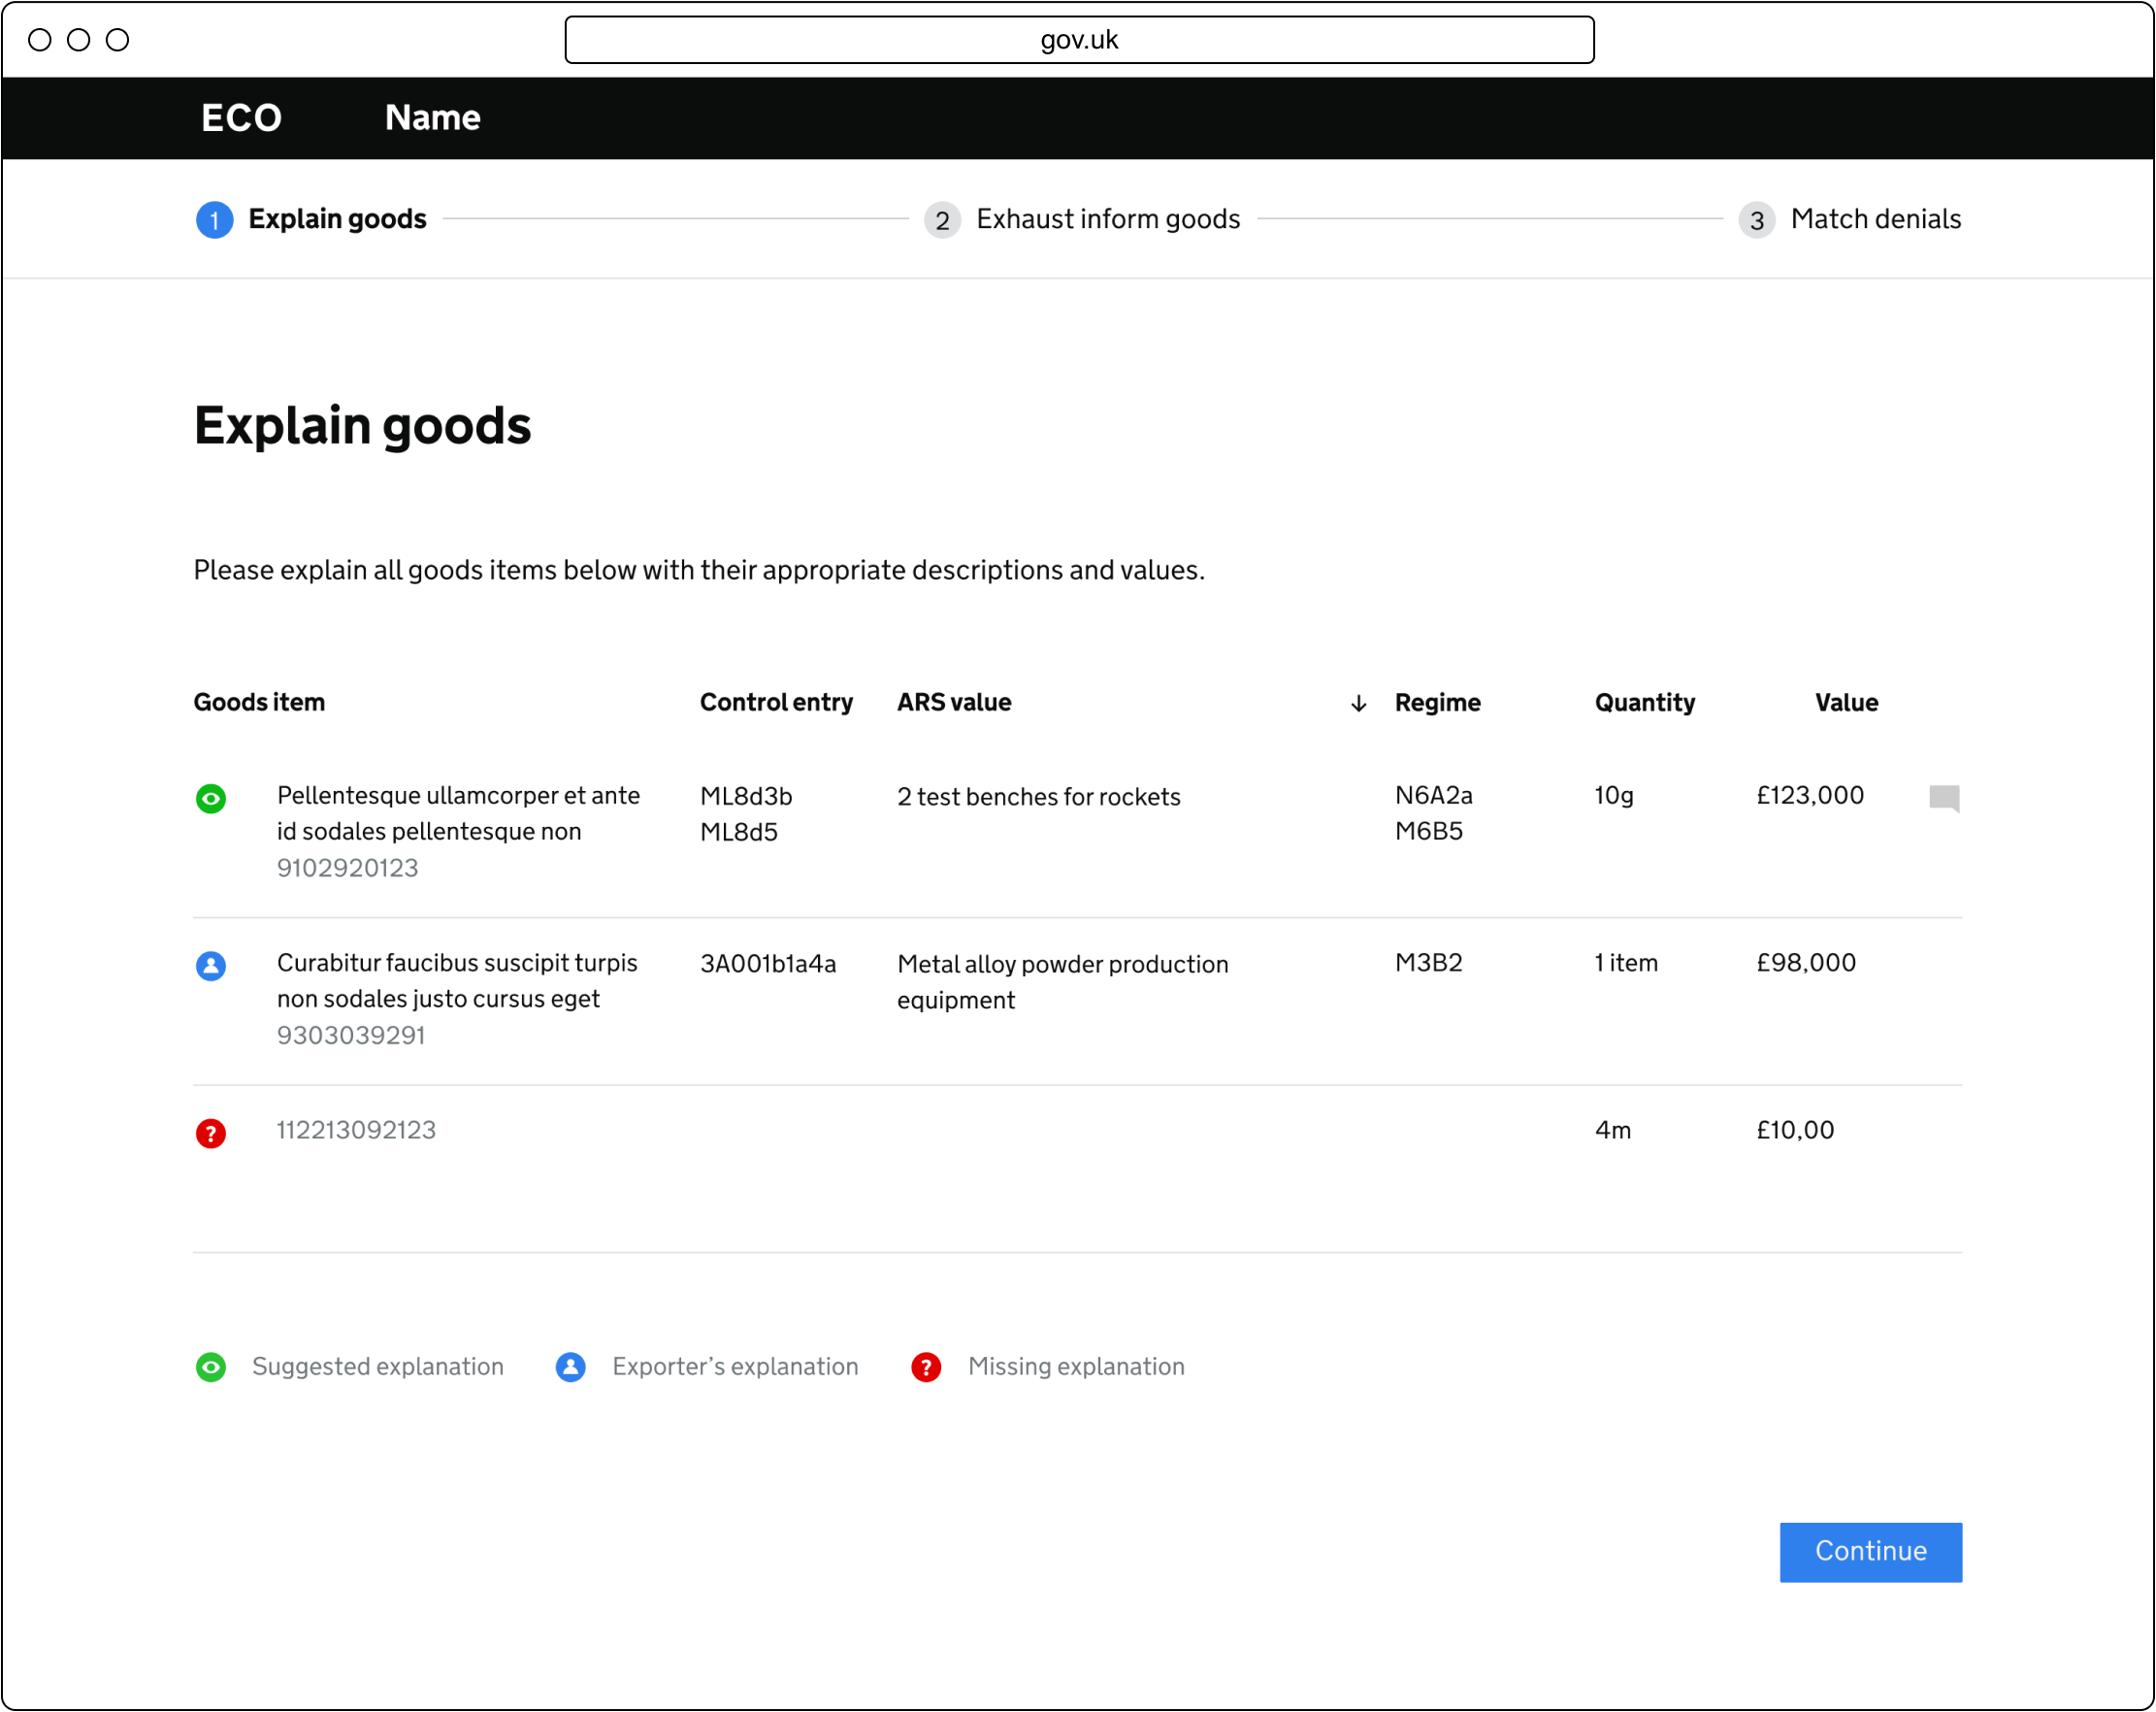 gov.uk
ECO Name
1 Explain goods 2 Exhaust inform goods 3 Match denials
Explain goods
Please explain all goods items below with their appropriate descriptions and values.
Goods item Control entry ARS value ↓ Regime Quantity Value
Pellentesque ullamcorper et ante ML8d3b 2 test benches for rockets N6A2a 10g £123,000
id sodales pellentesque non ML8d5 M6B5
9102920123
Curabitur faucibus suscipit turpis 3A001b1a4a Metal alloy powder production M3B2 1 item £98,000
non sodales justo cursus eget equipment
9303039291
? 112213092123 4m £10,00
Suggested explanation Exporter’s explanation ? Missing explanation
Continue